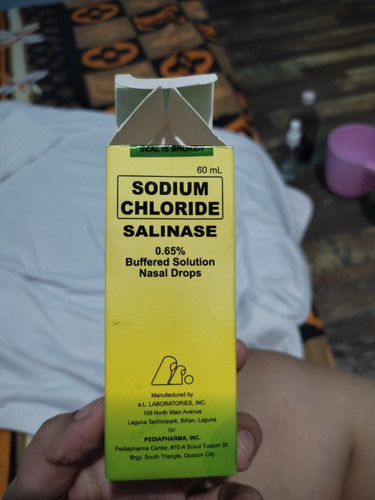 SEAL IS BROKEN
60 mL
SODIUM
CHLORIDE
SALINASE
0.65%
Buffered Solution
Nasal Drops
Manufactured by
e.L. LABORATORIES, INC.
109 North Main Avenue
Laguna Technopark, Biñan, Laguna
for:
PEDIAPHARMA, INC.
Pediapharma Center, #70-A Scout Tuazon St.
Brgy. South Triangle, Quezon City